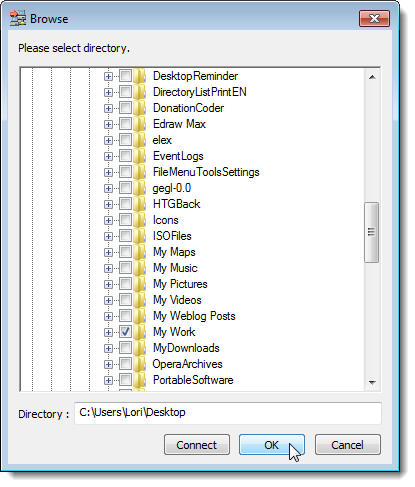 Browse
Please select directory.
DesktopReminder
DirectoryListPrintEN
DonationCoder
Edraw Max
elex
EventLogs
FileMenuToolsSettings
gegl-0.0
HTGBack
Icons
ISOFiles
My Maps
My Music
My Pictures
My Videos
My Weblog Posts
My Work
MyDownloads
OperaArchives
PortableSoftware
Directory : C:\Users\Lori\Desktop
Connect OK Cancel